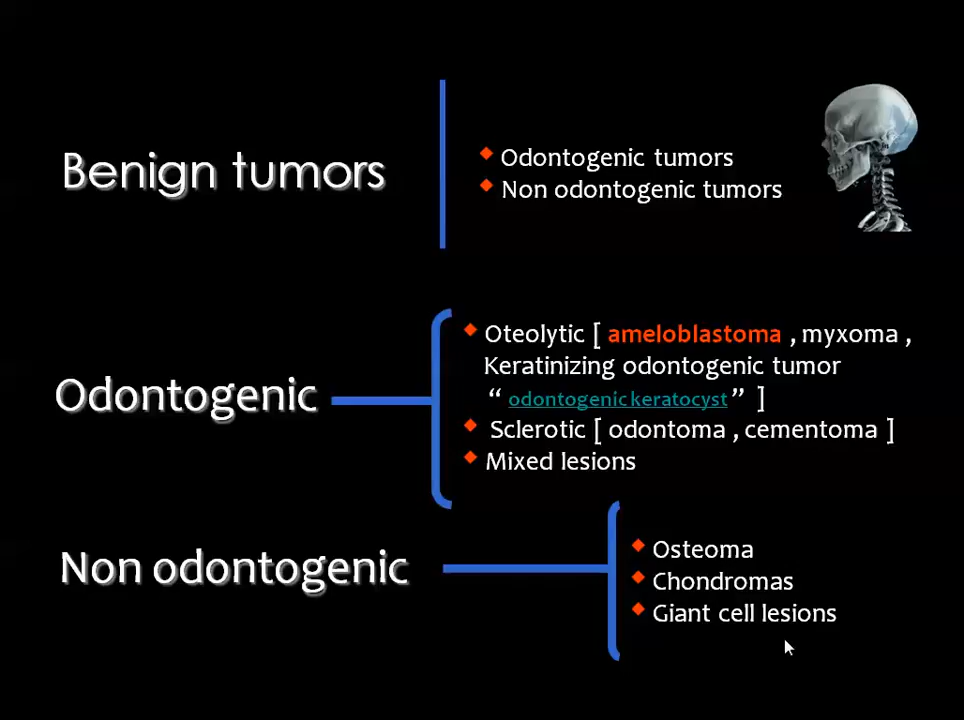 Benign tumors
Odontogenic tumors
Non odontogenic tumors
Odontogenic
Oteolytic [ ameloblastoma , myxoma ,
Keratinizing odontogenic tumor
“ odontogenic keratocyst ” ]
Sclerotic [ odontoma , cementoma ]
Mixed lesions
Non odontogenic
Osteoma
Chondromas
Giant cell lesions